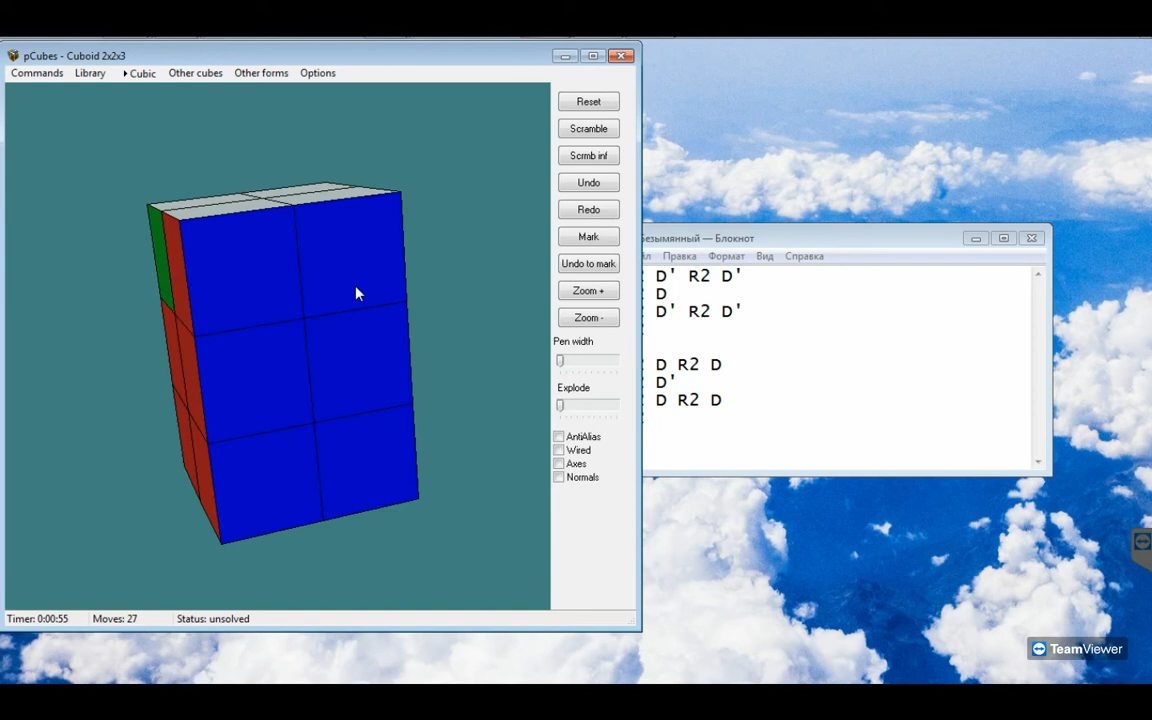 pCubes - Cuboid 2x2x3
Commands Library Cubic Other cubes Other forms Options
Reset
Scramble
Scrmb inf
Undo
Redo
Mark
Undo to mark
Zoom +
Zoom -
Pen width
Explode
AntiAlias
Wired
Axes
Normals
Timer: 0:00:55 Moves: 27 Status: unsolved
Безымянный — Блокнот
йл Правка Формат Вид Справка
D' R2 D'
D
D' R2 D'
D R2 D
D'
D R2 D
TeamViewer